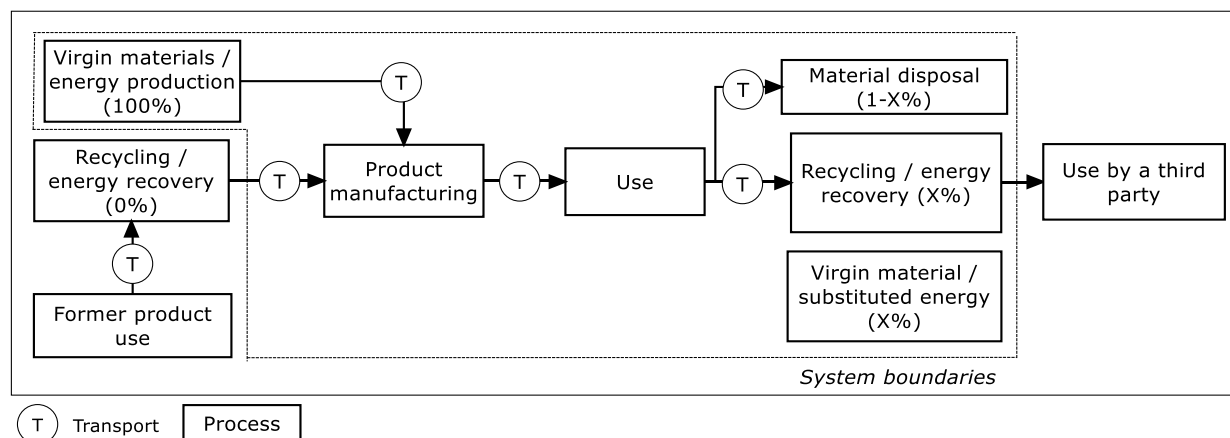 Virgin materials /
energy production
(100%)
T
T
Material disposal
(1-X%)
Recycling /
energy recovery
(0%)
T
Product
manufacturing
T
Use
T
Recycling / energy
recovery (X%)
Use by a third
party
T
Former product
use
Virgin material /
substituted energy
(X%)
System boundaries
T
Transport
Process